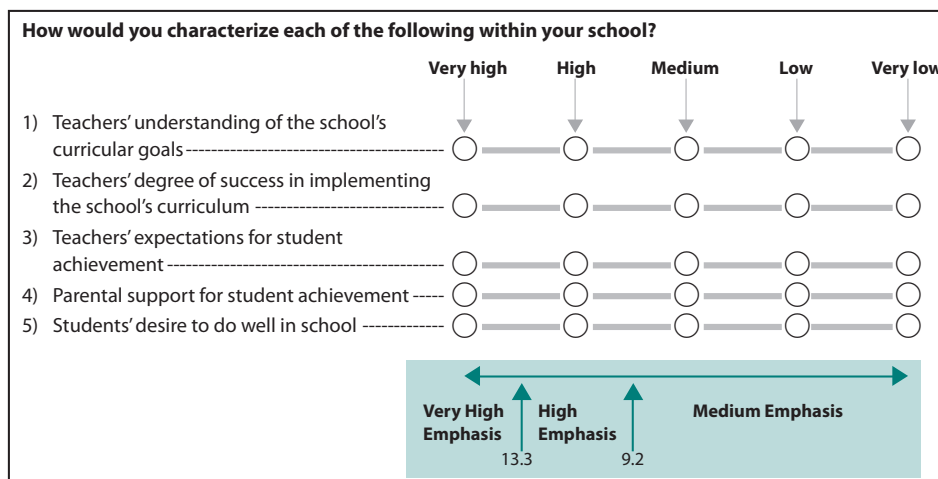 How would you characterize each of the following within your school?
Very high High Medium Low Very low
1) Teachers’ understanding of the school’s
curricular goals
2) Teachers’ degree of success in implementing
the school’s curriculum
3) Teachers’ expectations for student
achievement
4) Parental support for student achievement
5) Students’ desire to do well in school
Very High High Medium Emphasis
Emphasis Emphasis
13.3 9.2